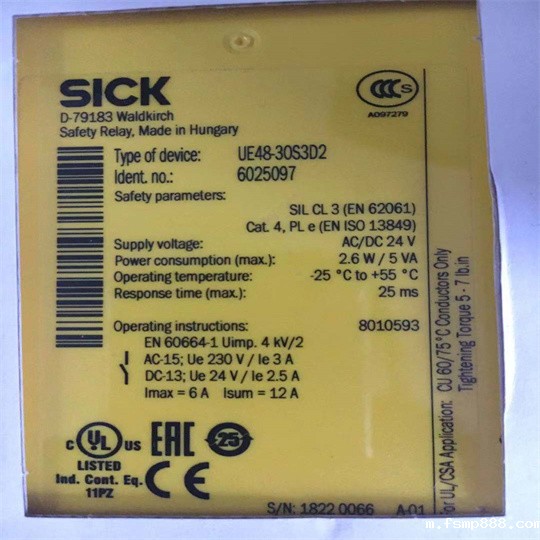 SICK
D-79183 Waldkirch
Safety Relay, Made in Hungary
CCC S
A097279
Type of device: UE48-3OS3D2
Ident. no.: 6025097
Safety parameters:
SIL CL 3 (EN 62061)
Cat. 4, PL e (EN ISO 13849)
Supply voltage: AC/DC 24 V
Power consumption (max.): 2.6 W / 5 VA
Operating temperature: -25 °C to +55 °C
Response time (max.): 25 ms
Operating instructions: 8010593
EN 60664-1 Uimp. 4 kV/2
AC-15; Ue 230 V / Ie 3 A
DC-13; Ue 24 V / Ie 2.5 A
Imax = 6 A Isum = 12 A
c UL us
LISTED
Ind. Cont. Eq.
11PZ
EAC
25
CE
S/N: 1822 0066 A-01
For UL/CSA Application: CU 60/75°C Conductors Only
Tightening Torque 5 - 7 lb.in
m.fsmp888.com